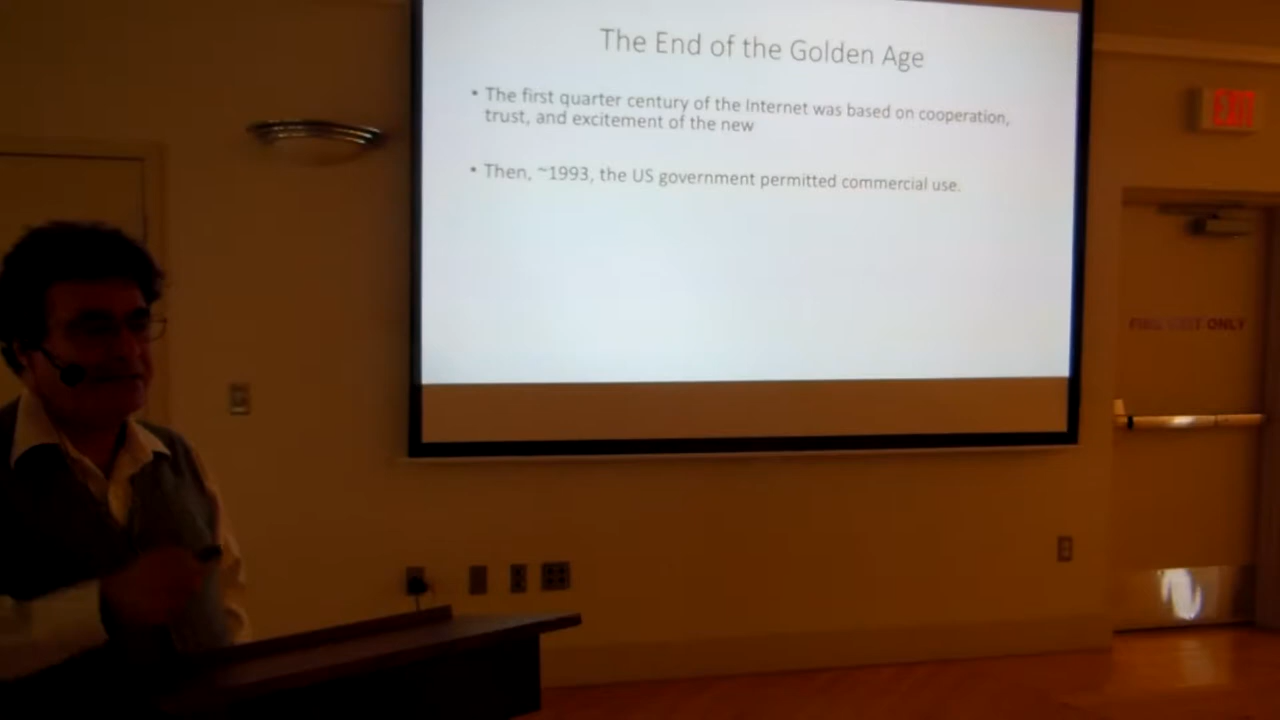 The End of the Golden Age
• The first quarter century of the Internet was based on cooperation,
trust, and excitement of the new
• Then, ~1993, the US government permitted commercial use.
EXIT
FIRE EXIT ONLY